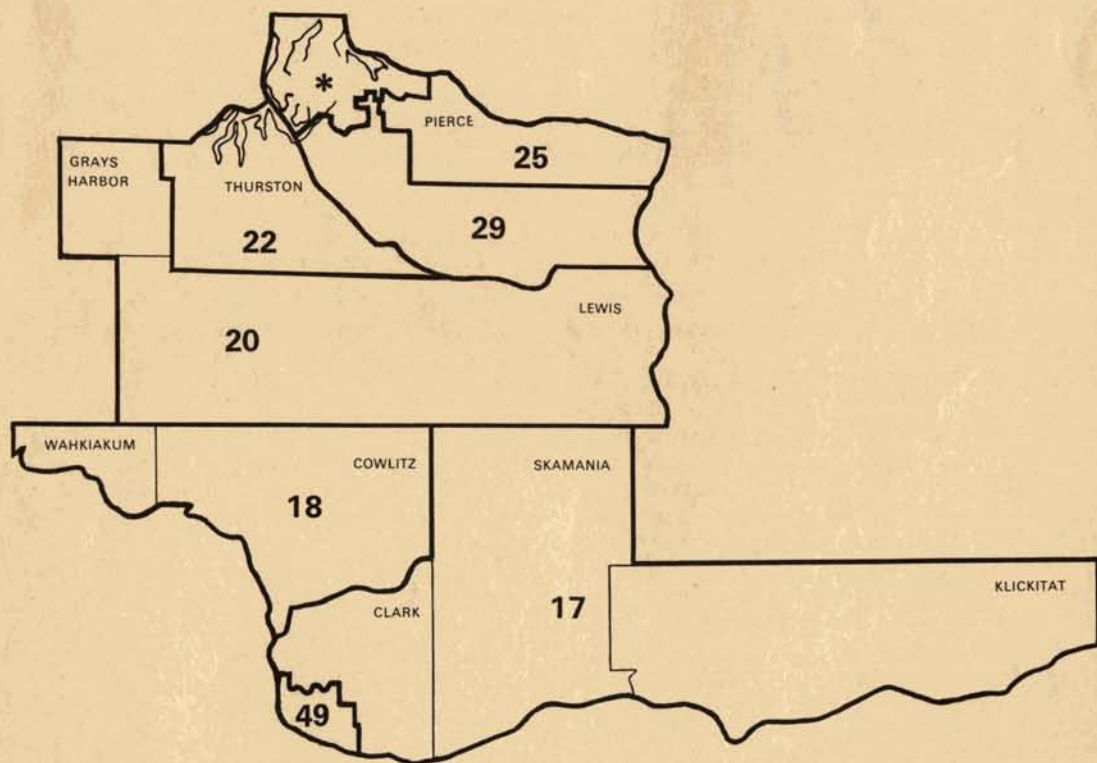 *
PIERCE
25
GRAYS
HARBOR
THURSTON
22
29
LEWIS
20
WAHKIAKUM
COWLITZ
SKAMANIA
18
KLICKITAT
17
CLARK
49